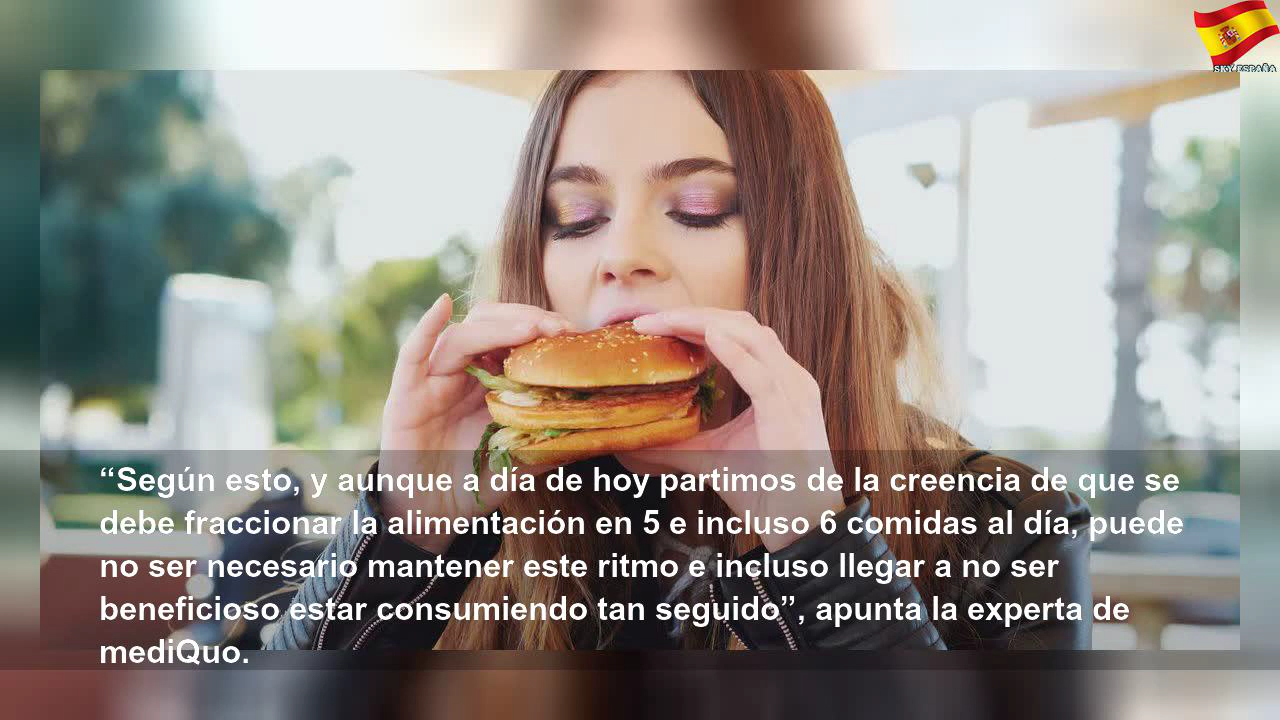 SKY ESPAÑA
“Según esto, y aunque a día de hoy partimos de la creencia de que se
debe fraccionar la alimentación en 5 e incluso 6 comidas al día, puede
no ser necesario mantener este ritmo e incluso llegar a no ser
beneficioso estar consumiendo tan seguido”, apunta la experta de
mediQuo.